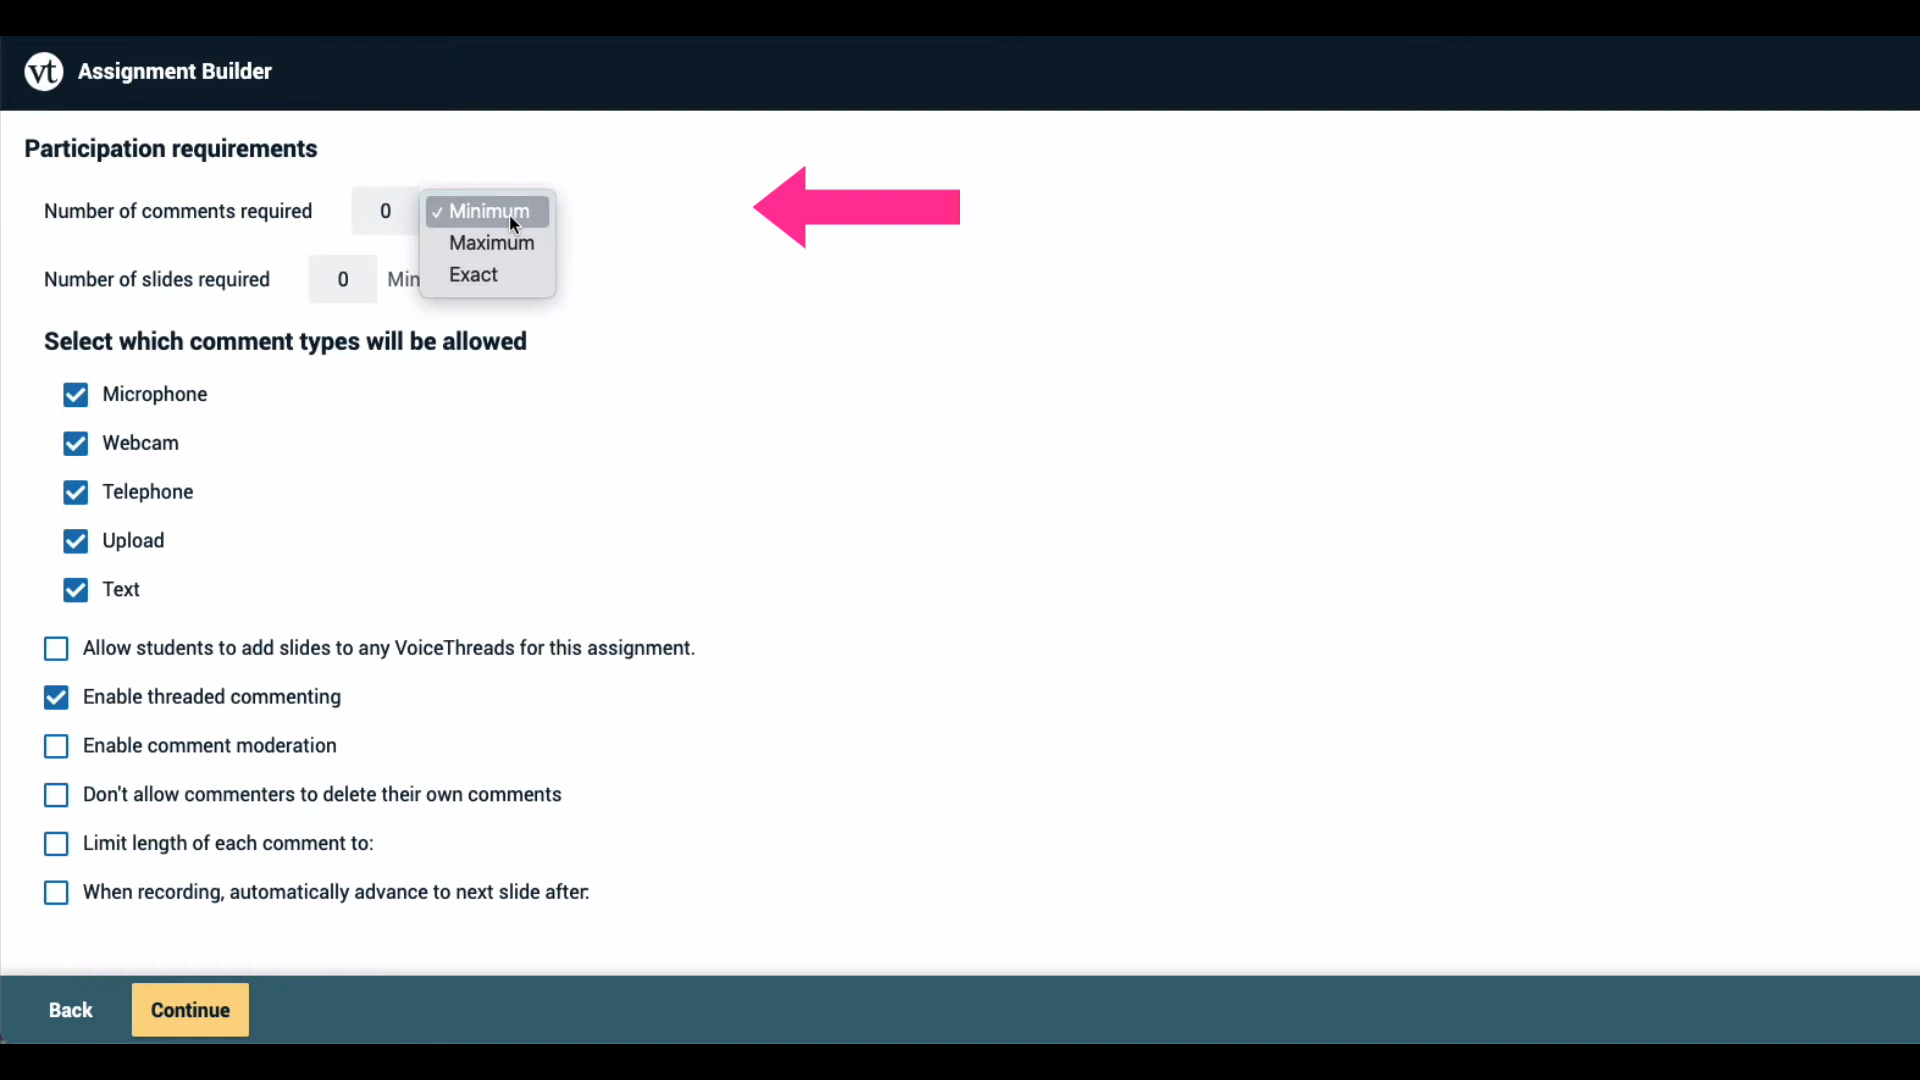 vt Assignment Builder
Participation requirements
Number of comments required 0 ✓ Minimum
Maximum
Number of slides required 0 Min Exact
Select which comment types will be allowed
Microphone
Webcam
Telephone
Upload
Text
Allow students to add slides to any VoiceThreads for this assignment.
Enable threaded commenting
Enable comment moderation
Don't allow commenters to delete their own comments
Limit length of each comment to:
When recording, automatically advance to next slide after:
Back Continue